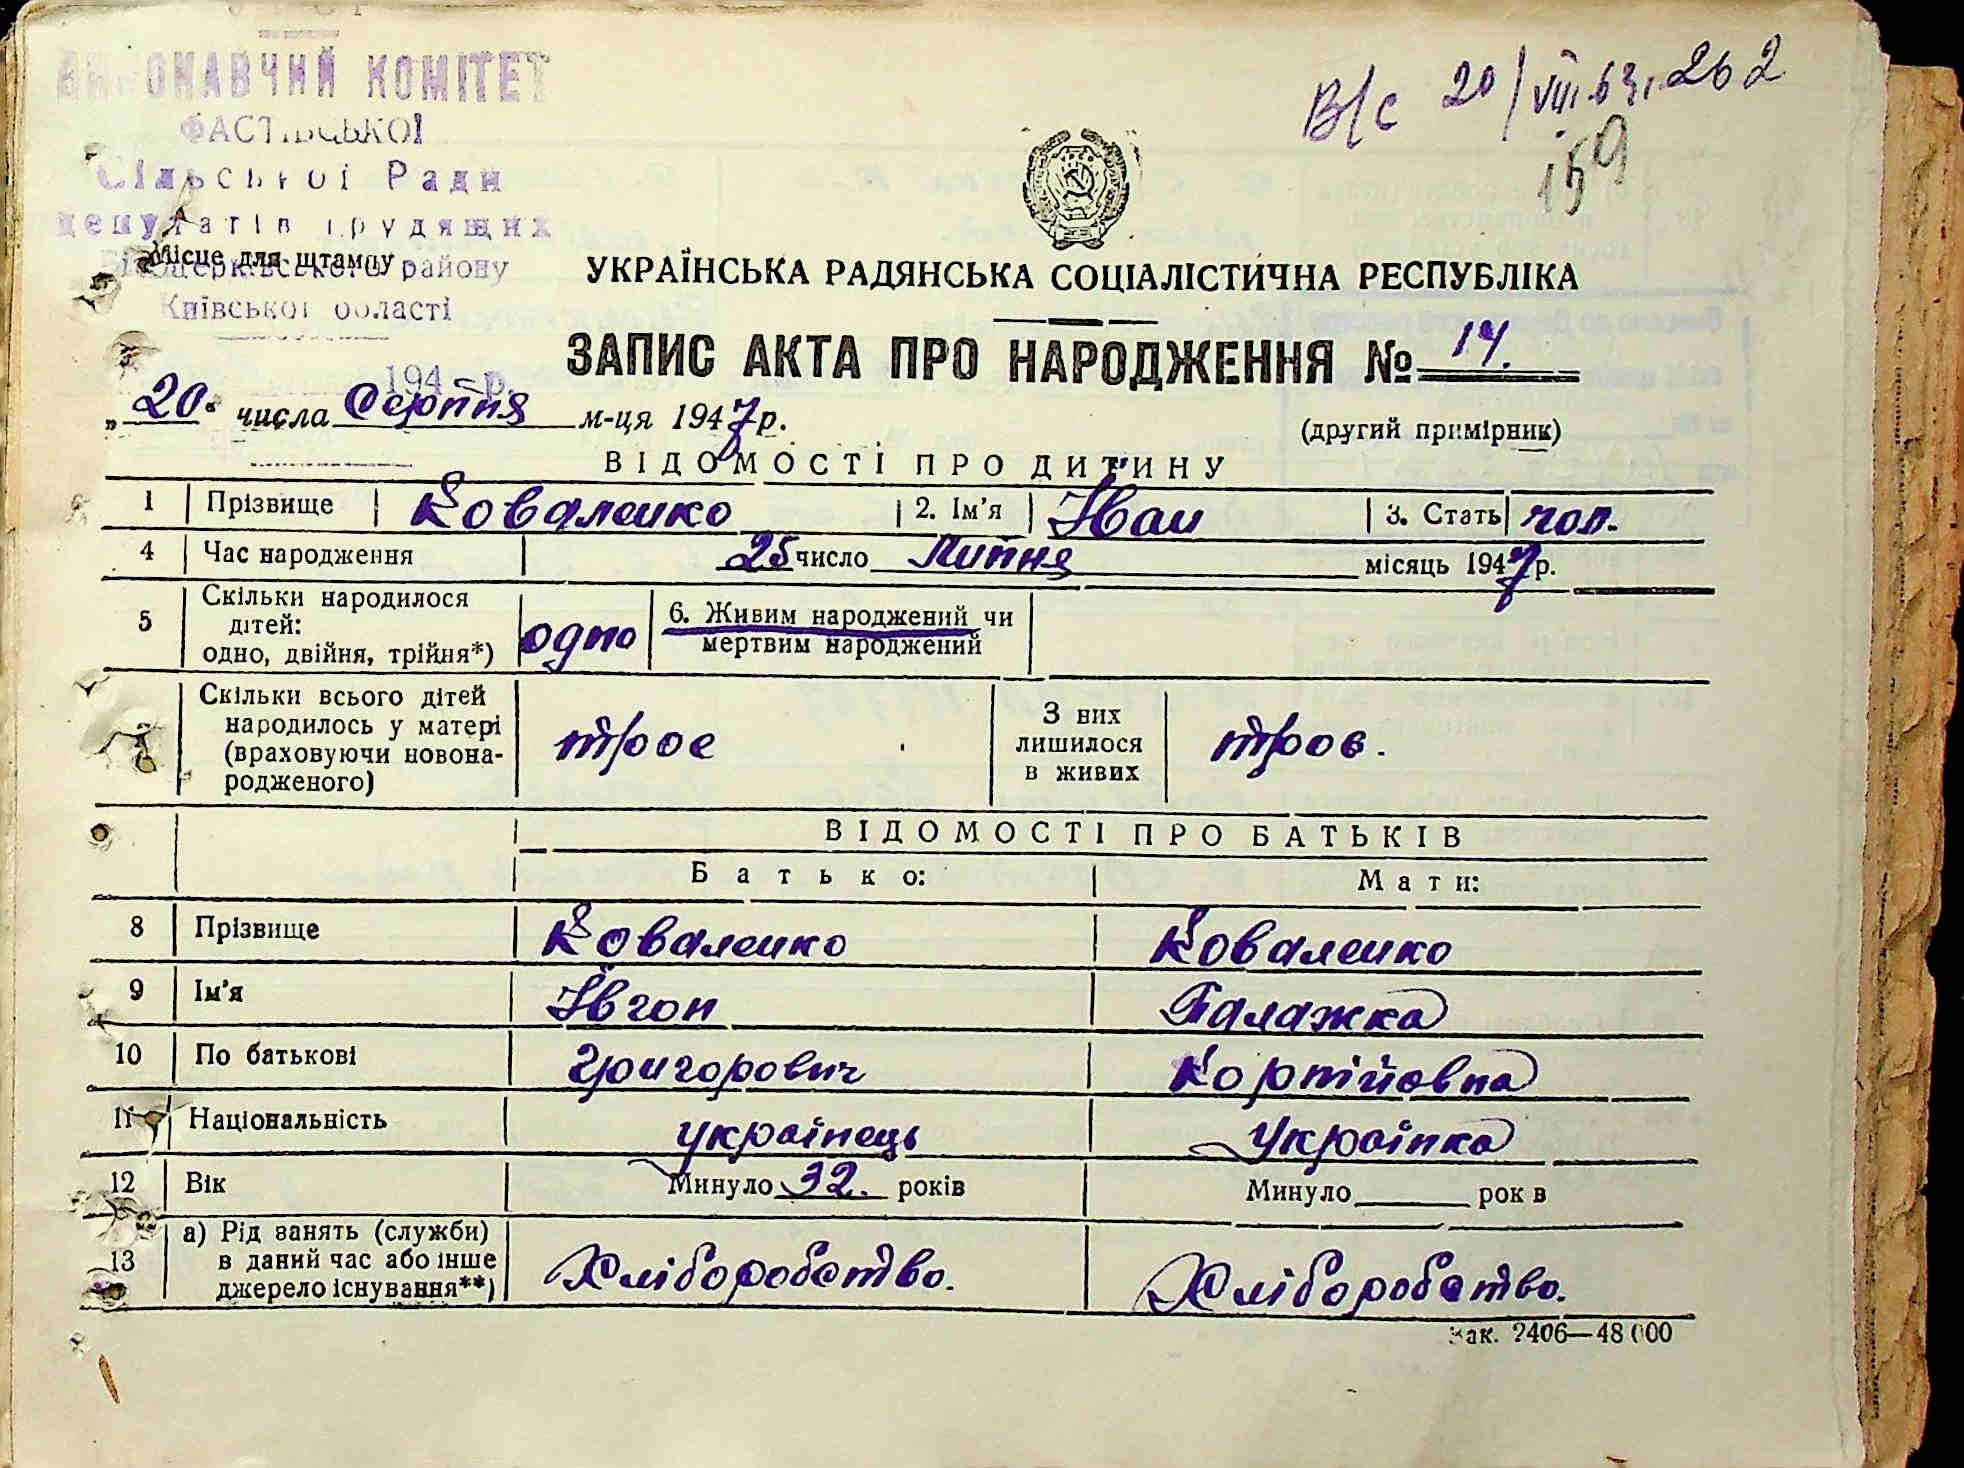 КОМІТЕТ
Сільської Ради
депутатів трудящих
Місце для штампу
району
Київської області
194 р.
В/с 20/VIII.63. 262
159
УКРАЇНСЬКА РАДЯНСЬКА СОЦІАЛІСТИЧНА РЕСПУБЛІКА
ЗАПИС АКТА ПРО НАРОДЖЕННЯ № 14.
„20“ числа Серпня м-ця 1947 р.
(другий примірник)
ВІДОМОСТІ ПРО ДИТИНУ
1 Прізвище Коваленко 2. Ім'я Іван 3. Стать чол.
4 Час народження 25 число Липня місяць 1947 р.
5 Скільки народилося дітей: одно, двійня, трійня*) одно 6. Живим народжений чи мертвим народжений
Скільки всього дітей народилось у матері (враховуючи новонародженого) троє З них лишилося в живих троє.
ВІДОМОСТІ ПРО БАТЬКІВ
Батько: Мати:
8 Прізвище Коваленко Коваленко
9 Ім'я Івгон Палажка
10 По батькові Григорович
11 Національність українець Українка
12 Вік Минуло 32. років Минуло рок в
13 а) Рід занять (служби) в даний час або інше джерело існування**) Хліборобство. Хліборобство.
Зак. 2406—48 000